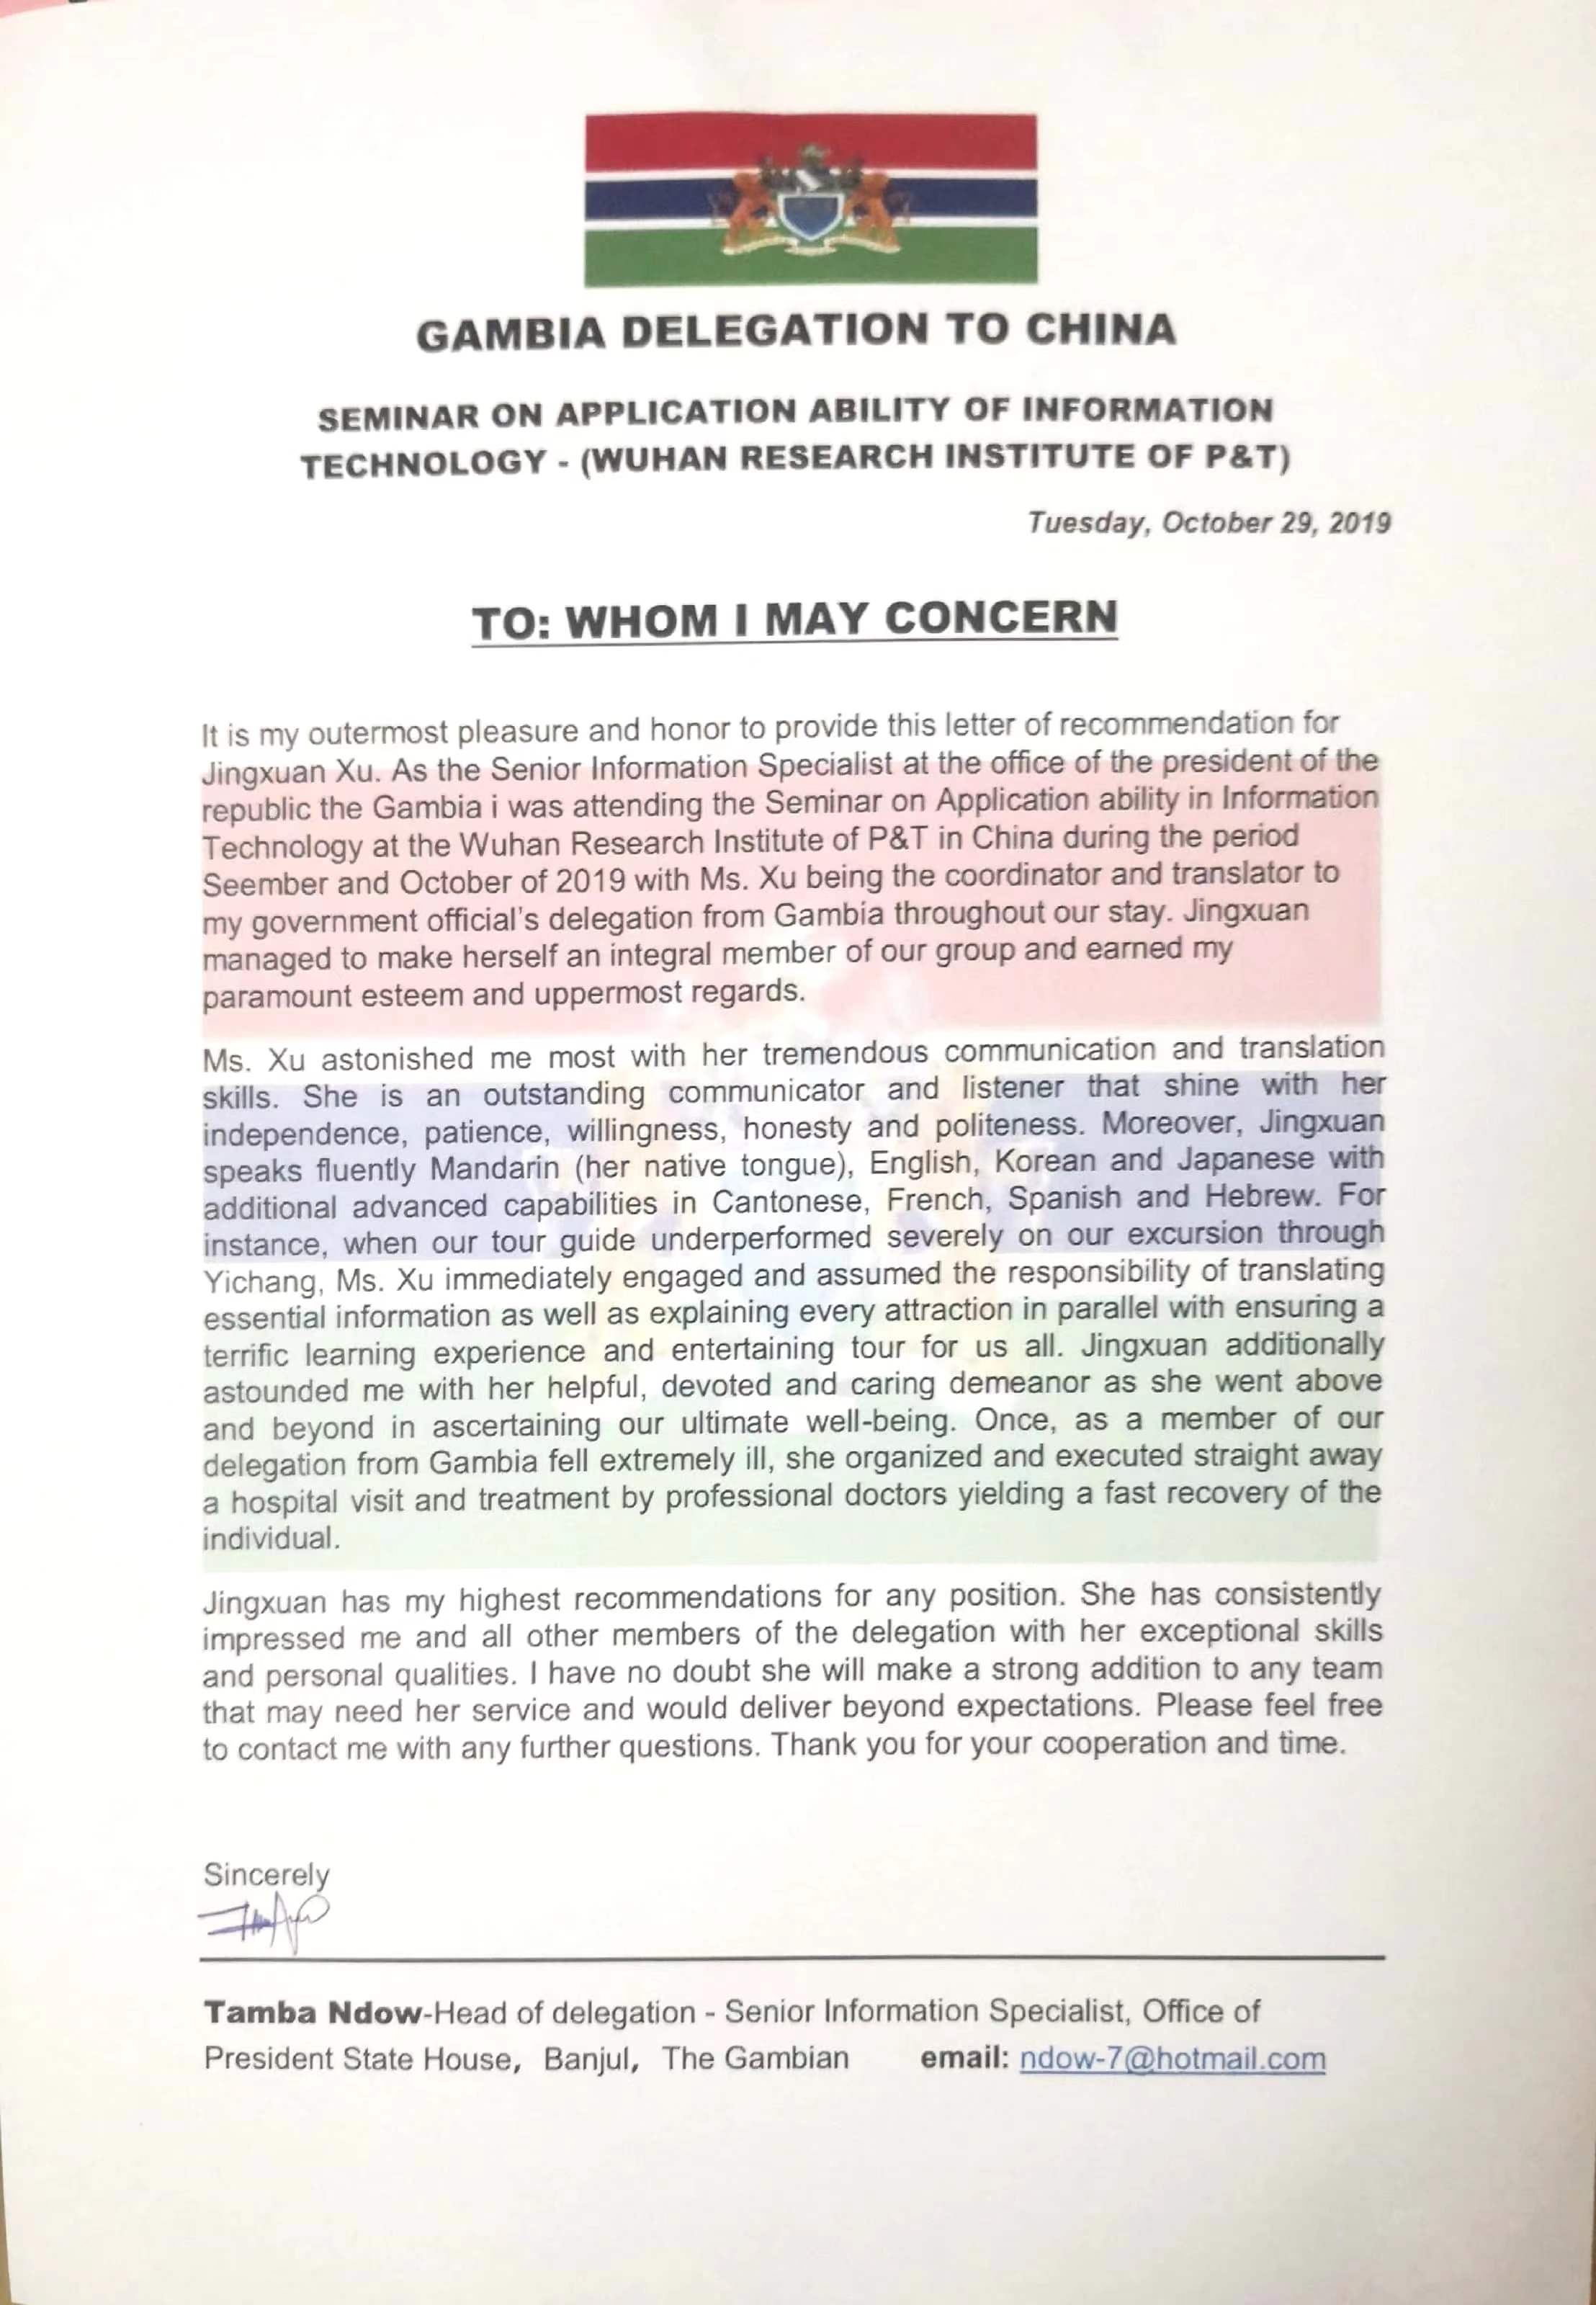 GAMBIA DELEGATION TO CHINA
SEMINAR ON APPLICATION ABILITY OF INFORMATION
TECHNOLOGY - (WUHAN RESEARCH INSTITUTE OF P&T)
Tuesday, October 29, 2019
TO: WHOM I MAY CONCERN
It is my outermost pleasure and honor to provide this letter of recommendation for
Jingxuan Xu. As the Senior Information Specialist at the office of the president of the
republic the Gambia i was attending the Seminar on Application ability in Information
Technology at the Wuhan Research Institute of P&T in China during the period
Seember and October of 2019 with Ms. Xu being the coordinator and translator to
my government official's delegation from Gambia throughout our stay. Jingxuan
managed to make herself an integral member of our group and earned my
paramount esteem and uppermost regards.
Ms. Xu astonished me most with her tremendous communication and translation
skills. She is an outstanding communicator and listener that shine with her
independence, patience, willingness, honesty and politeness. Moreover, Jingxuan
speaks fluently Mandarin (her native tongue), English, Korean and Japanese with
additional advanced capabilities in Cantonese, French, Spanish and Hebrew. For
instance, when our tour guide underperformed severely on our excursion through
Yichang, Ms. Xu immediately engaged and assumed the responsibility of translating
essential information as well as explaining every attraction in parallel with ensuring a
terrific learning experience and entertaining tour for us all. Jingxuan additionally
astounded me with her helpful, devoted and caring demeanor as she went above
and beyond in ascertaining our ultimate well-being. Once, as a member of our
delegation from Gambia fell extremely ill, she organized and executed straight away
a hospital visit and treatment by professional doctors yielding a fast recovery of the
individual.
Jingxuan has my highest recommendations for any position. She has consistently
impressed me and all other members of the delegation with her exceptional skills
and personal qualities. I have no doubt she will make a strong addition to any team
that may need her service and would deliver beyond expectations. Please feel free
to contact me with any further questions. Thank you for your cooperation and time.
Sincerely
Tamba Ndow-Head of delegation - Senior Information Specialist, Office of
President State House, Banjul, The Gambian email: ndow-7@hotmail.com